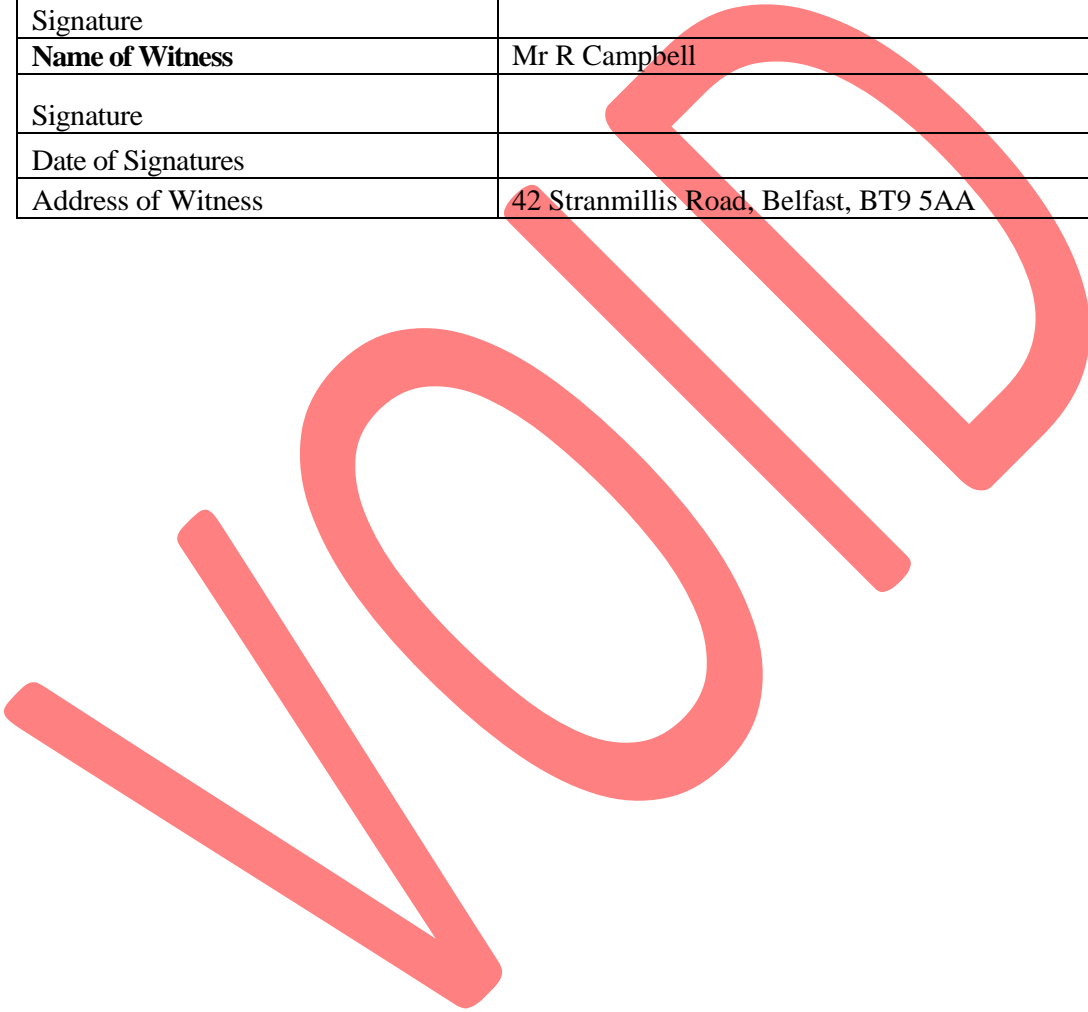 Signature
Name of Witness Mr R Campbell
Signature
Date of Signatures
Address of Witness 42 Stranmillis Road, Belfast, BT9 5AA
VOID